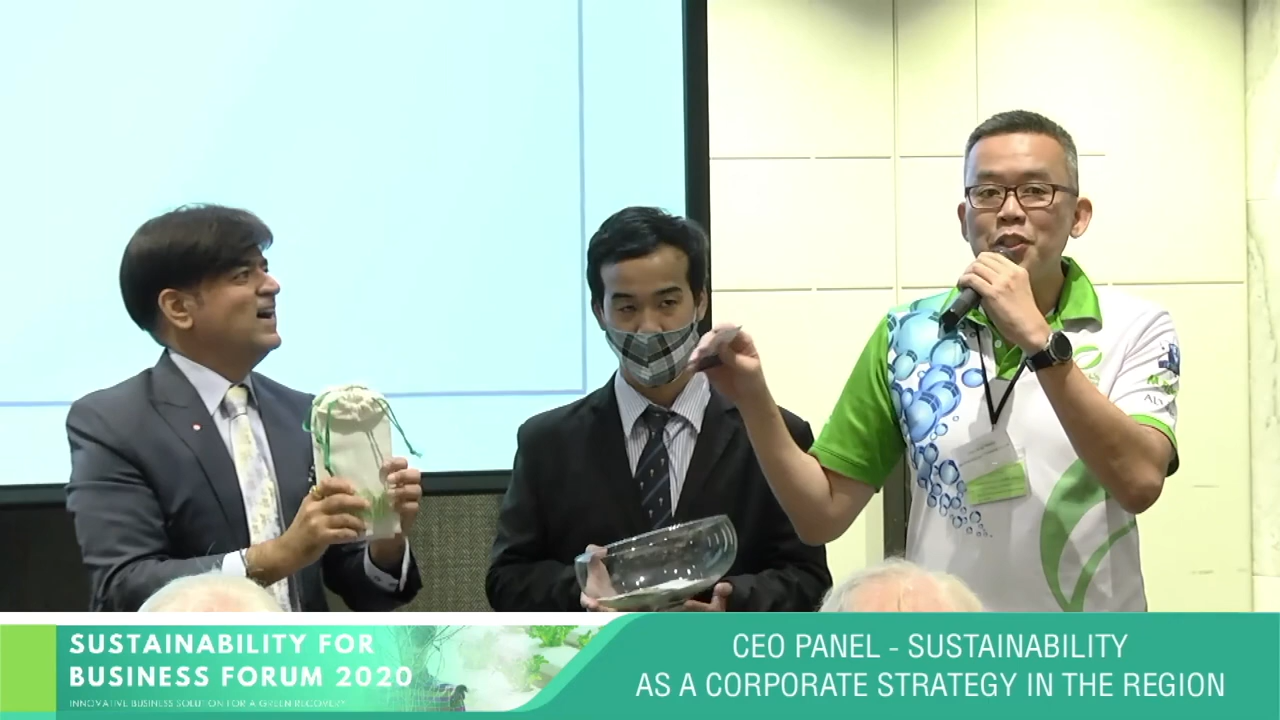 SUSTAINABILITY FOR
BUSINESS FORUM 2020
INNOVATIVE BUSINESS SOLUTION FOR A GREEN RECOVERY
CEO PANEL - SUSTAINABILITY
AS A CORPORATE STRATEGY IN THE REGION